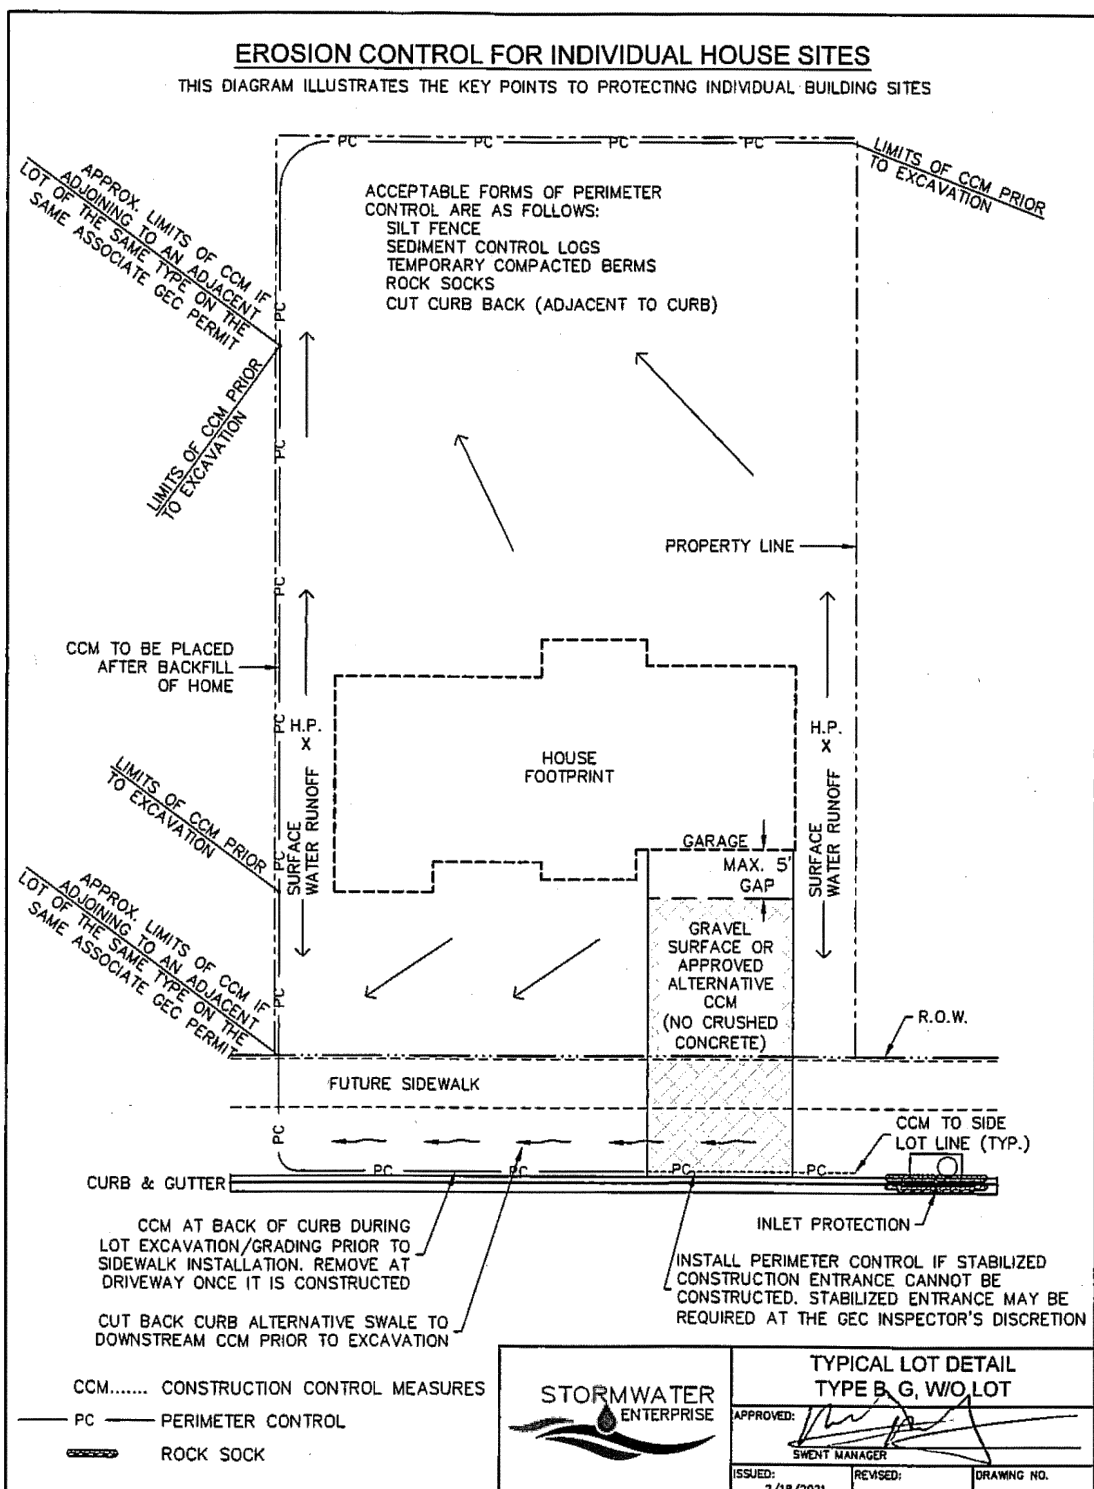 EROSION CONTROL FOR INDIVIDUAL HOUSE SITES
THIS DIAGRAM ILLUSTRATES THE KEY POINTS TO PROTECTING INDIVIDUAL BUILDING SITES
PC PC PC PC
LIMITS OF CCM PRIOR
TO EXCAVATION
APPROX. LIMITS OF CCM IF
ADJOINING TO AN ADJACENT
LOT OF THE SAME TYPE ON THE
SAME ASSOCIATE GEC PERMIT
ACCEPTABLE FORMS OF PERIMETER
CONTROL ARE AS FOLLOWS:
SILT FENCE
SEDIMENT CONTROL LOGS
TEMPORARY COMPACTED BERMS
ROCK SOCKS
CUT CURB BACK (ADJACENT TO CURB)
PC
LIMITS OF CCM PRIOR
TO EXCAVATION
PC
PROPERTY LINE
PC
CCM TO BE PLACED
AFTER BACKFILL
OF HOME
PC
H.P.
X
SURFACE
WATER RUNOFF
HOUSE
FOOTPRINT
H.P.
X
SURFACE
WATER RUNOFF
LIMITS OF CCM PRIOR
TO EXCAVATION
PC
GARAGE
MAX. 5'
GAP
APPROX. LIMITS OF CCM IF
ADJOINING TO AN ADJACENT
LOT OF THE SAME TYPE ON THE
SAME ASSOCIATE GEC PERMIT
PC
GRAVEL
SURFACE OR
APPROVED
ALTERNATIVE
CCM
(NO CRUSHED
CONCRETE)
R.O.W.
FUTURE SIDEWALK
PC
CCM TO SIDE
LOT LINE (TYP.)
PC PC PC PC
CURB & GUTTER
INLET PROTECTION
CCM AT BACK OF CURB DURING
LOT EXCAVATION/GRADING PRIOR TO
SIDEWALK INSTALLATION. REMOVE AT
DRIVEWAY ONCE IT IS CONSTRUCTED
INSTALL PERIMETER CONTROL IF STABILIZED
CONSTRUCTION ENTRANCE CANNOT BE
CONSTRUCTED. STABILIZED ENTRANCE MAY BE
REQUIRED AT THE GEC INSPECTOR'S DISCRETION
CUT BACK CURB ALTERNATIVE SWALE TO
DOWNSTREAM CCM PRIOR TO EXCAVATION
CCM....... CONSTRUCTION CONTROL MEASURES
PC PERIMETER CONTROL
ROCK SOCK
STORMWATER
ENTERPRISE
TYPICAL LOT DETAIL
TYPE B, G, W/O LOT
APPROVED:
SWENT MANAGER
ISSUED:
REVISED:
DRAWING NO.